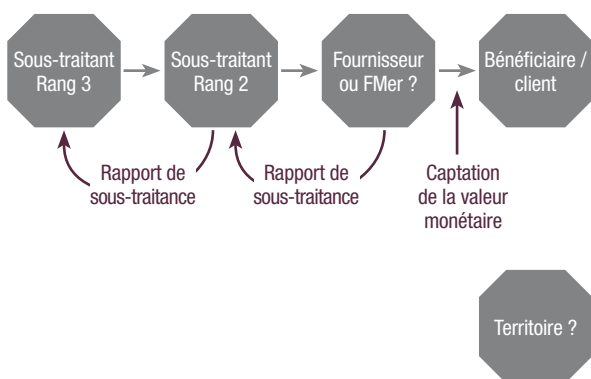 Sous-traitant
Rang 3
Sous-traitant
Rang 2
Fournisseur
ou FMer ?
Bénéficiaire /
client
Rapport de
sous-traitance
Rapport de
sous-traitance
Captation
de la valeur
monétaire
Territoire ?